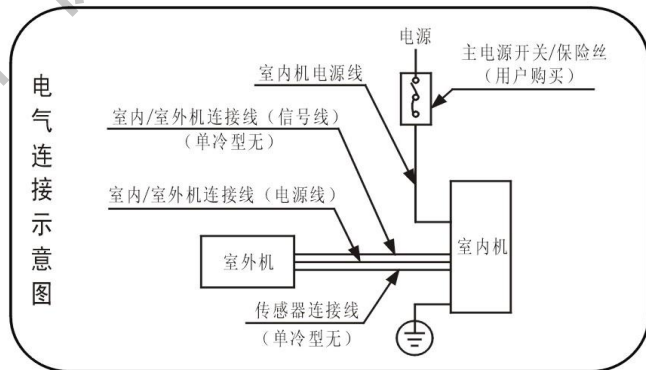 电气连接示意图
电源
主电源开关/保险丝
（用户购买）
室内机电源线
室内/室外机连接线（信号线）
（单冷型无）
室内/室外机连接线（电源线）
室外机
室内机
传感器连接线
（单冷型无）